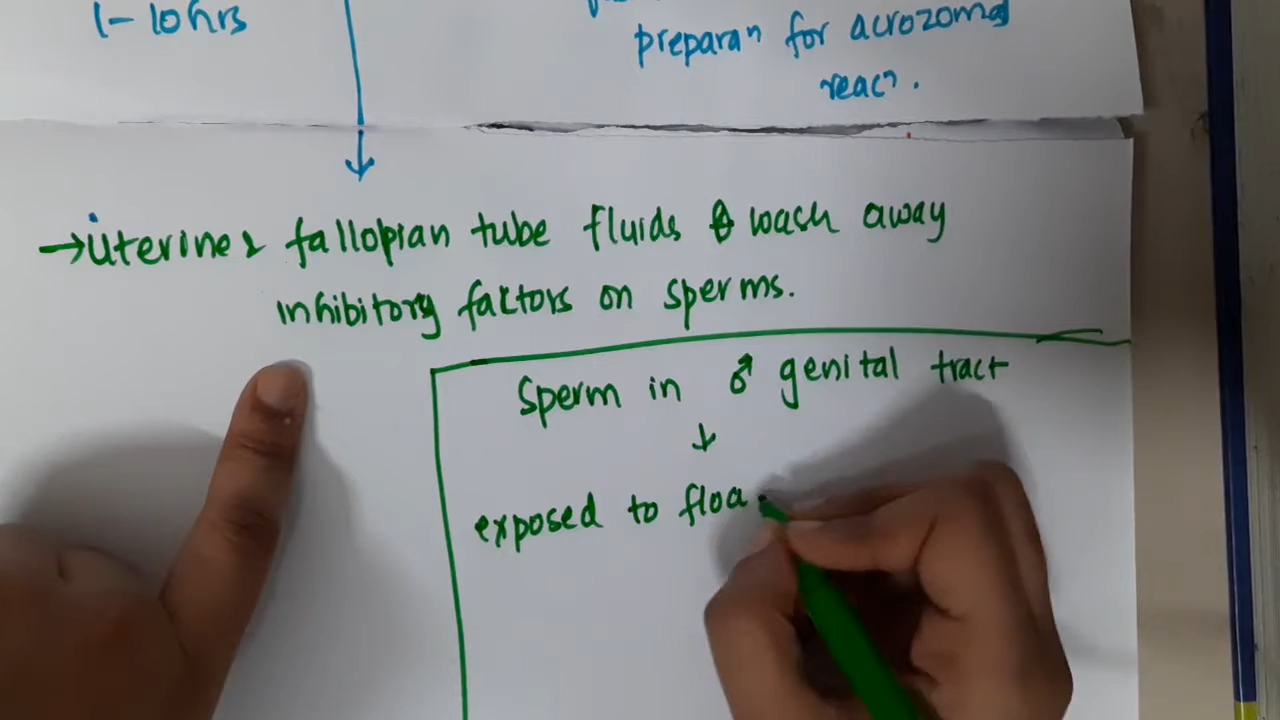 1-10hrs
preparan for acrozomal
reacn.
→ uterine & fallopian tube fluids wash away
inhibitory factors on sperms.
Sperm in ♂ genital tract
↓
exposed to floa